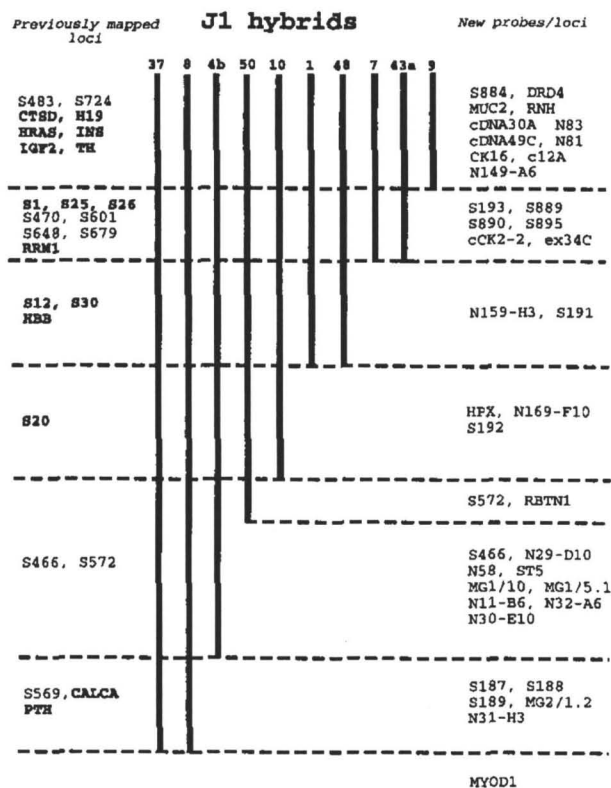 J1 hybrids
Previously mapped
loci
New probes/loci
37 8 4b 50 10 1 48 7 43a 9
S483, S724
CTSD, H19
HRAS, INS
IGF2, TH
S884, DRD4
MUC2, RNH
cDNA30A N83
cDNA49C, N81
CK16, c12A
N149-A6
S1, S25, S26
S470, S601
S648, S679
RRM1
S193, S889
S890, S895
cCK2-2, ex34C
S12, S30
HBB
N159-H3, S191
S20
HPX, N169-F10
S192
S572, RBTN1
S466, S572
S466, N29-D10
N58, ST5
MG1/10, MG1/5.1
N11-B6, N32-A6
N30-E10
S569, CALCA
PTH
S187, S188
S189, MG2/1.2
N31-H3
MYOD1